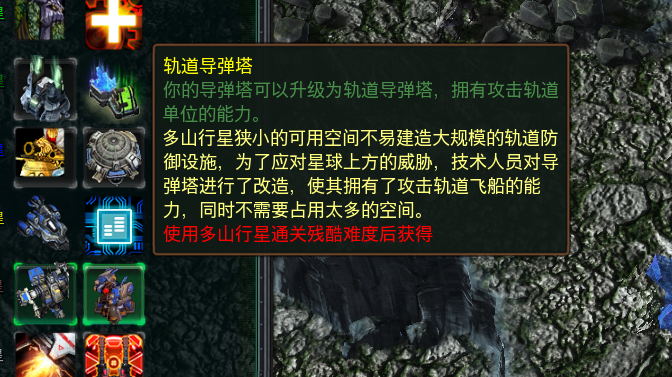 轨道导弹塔
你的导弹塔可以升级为轨道导弹塔，拥有攻击轨道
单位的能力。
多山行星狭小的可用空间不易建造大规模的轨道防
御设施，为了应对星球上方的威胁，技术人员对导
弹塔进行了改造，使其拥有了攻击轨道飞船的能
力，同时不需要占用太多的空间。
使用多山行星通关残酷难度后获得